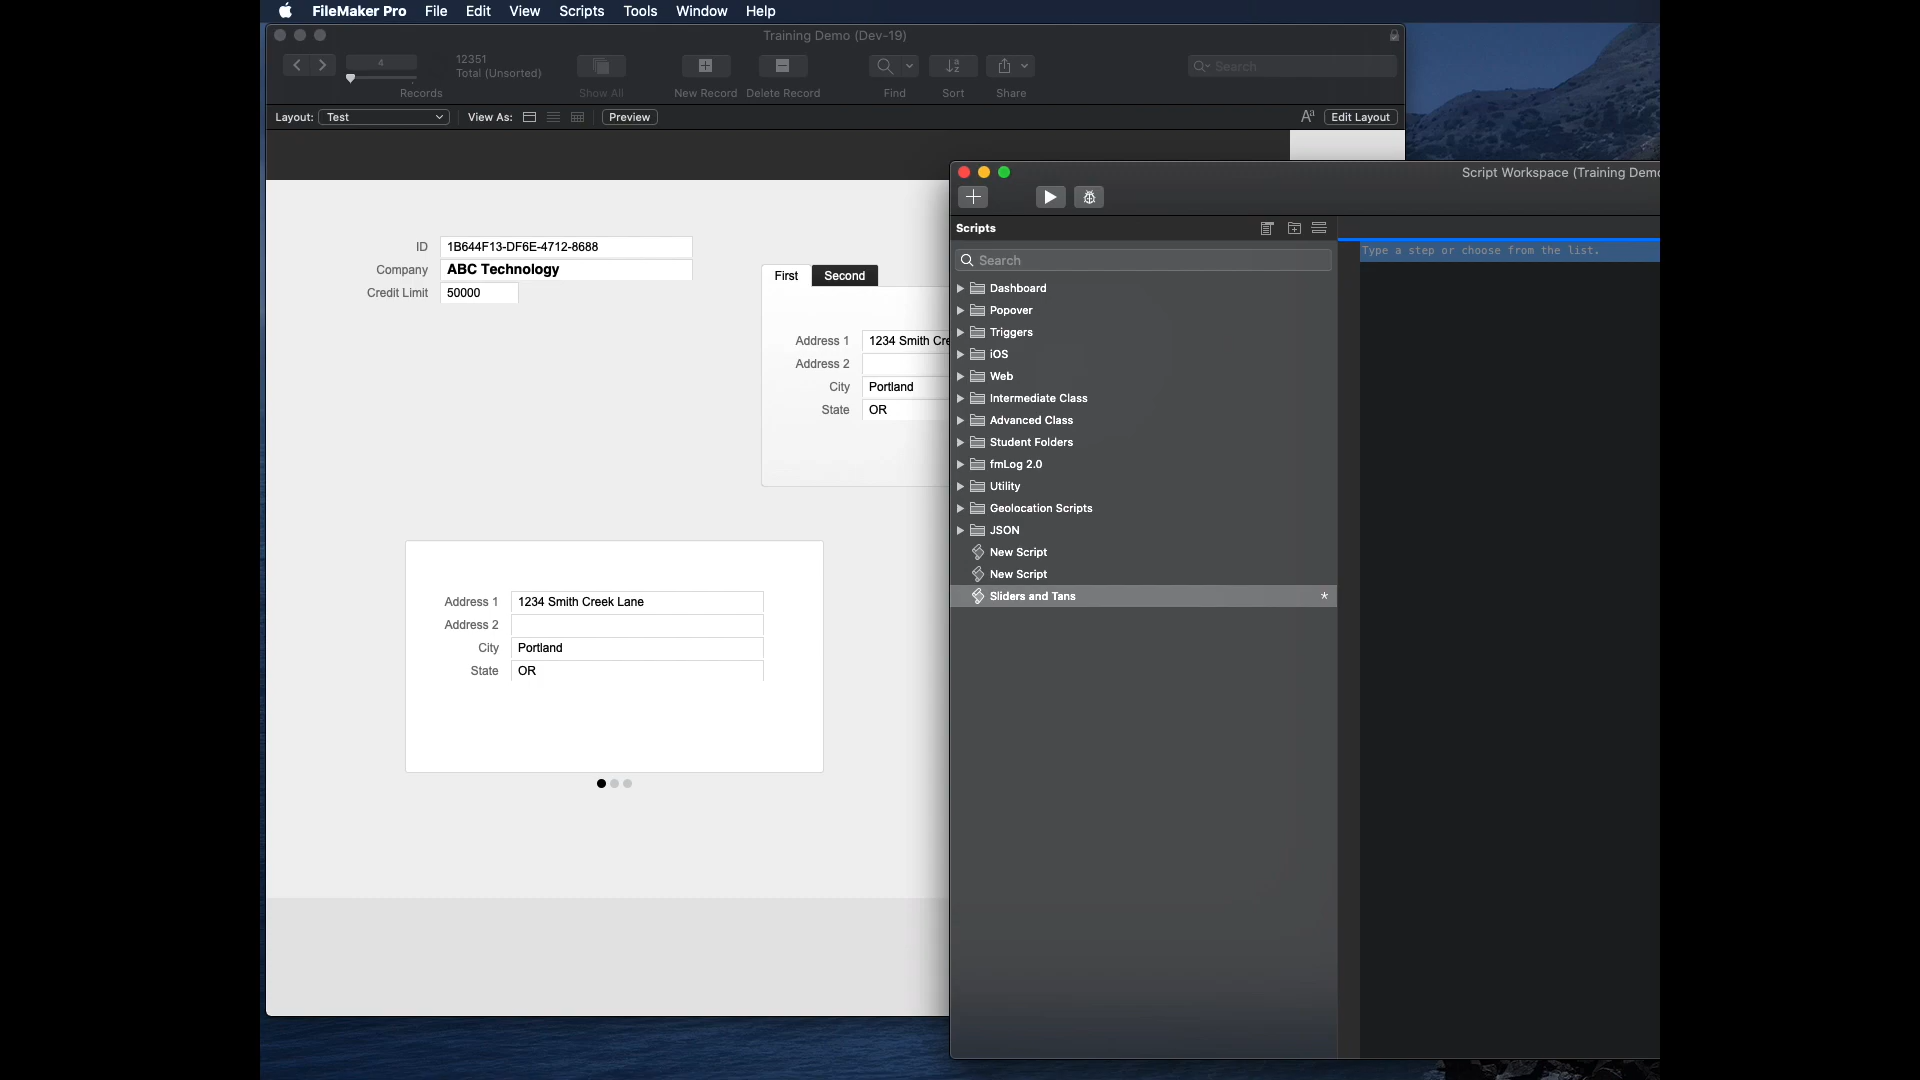 FileMaker Pro File Edit View Scripts Tools Window Help
Training Demo (Dev-19)
4
12351
Total (Unsorted)
Search
Records Show All New Record Delete Record Find Sort Share
Layout: Test View As: Preview Aa Edit Layout
ID 1B644F13-DF6E-4712-8688
Company ABC Technology
Credit Limit 50000
First Second
Address 1 1234 Smith Cre
Address 2
City Portland
State OR
Address 1 1234 Smith Creek Lane
Address 2
City Portland
State OR
Script Workspace (Training Demo
Scripts
Type a step or choose from the list.
Search
Dashboard
Popover
Triggers
iOS
Web
Intermediate Class
Advanced Class
Student Folders
fmLog 2.0
Utility
Geolocation Scripts
JSON
New Script
New Script
Sliders and Tans *